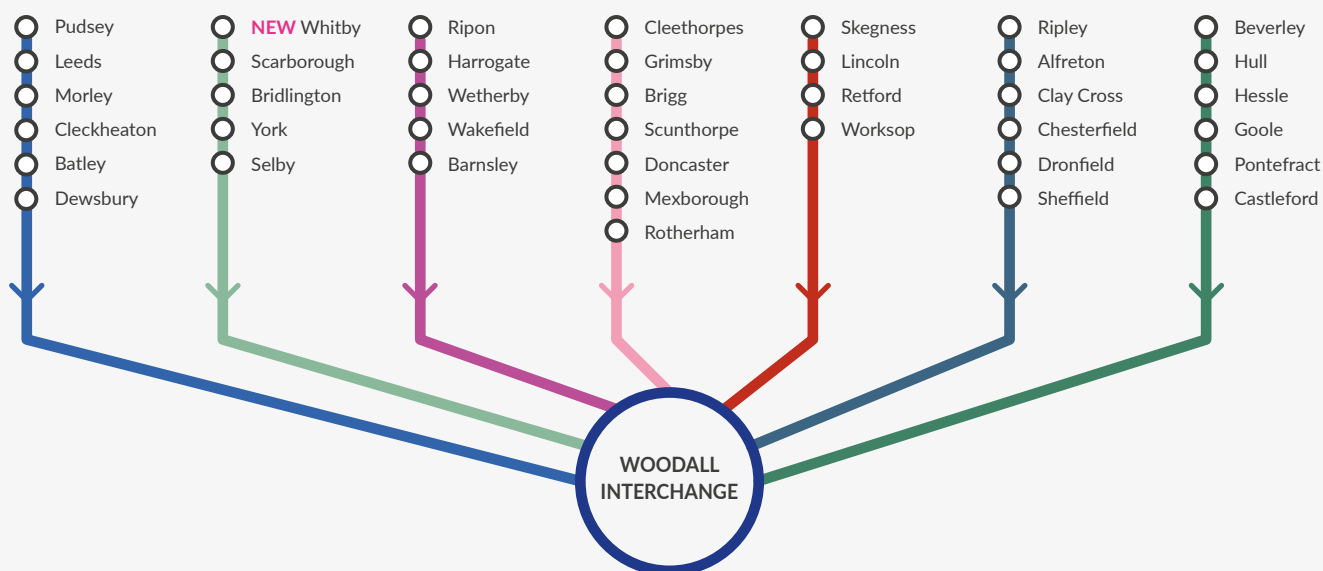 Pudsey
Leeds
Morley
Cleckheaton
Batley
Dewsbury
NEW Whitby
Scarborough
Bridlington
York
Selby
Ripon
Harrogate
Wetherby
Wakefield
Barnsley
Cleethorpes
Grimsby
Brigg
Scunthorpe
Doncaster
Mexborough
Rotherham
Skegness
Lincoln
Retford
Worksop
Ripley
Alfreton
Clay Cross
Chesterfield
Dronfield
Sheffield
Beverley
Hull
Hessle
Goole
Pontefract
Castleford
WOODALL
INTERCHANGE